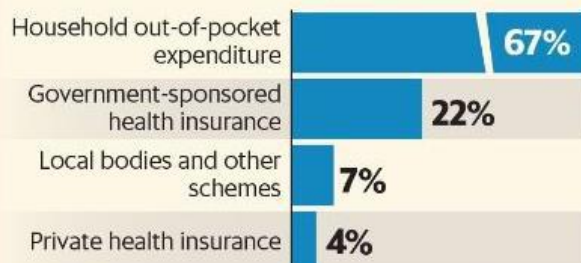 Household out-of-pocket
expenditure
67%
Government-sponsored
health insurance
22%
Local bodies and other
schemes
7%
Private health insurance
4%